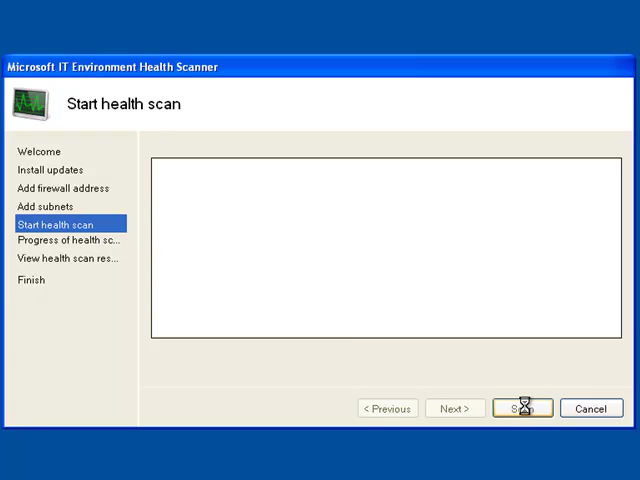 Microsoft IT Environment Health Scanner
Start health scan
Welcome
Install updates
Add firewall address
Add subnets
Start health scan
Progress of health sc...
View health scan res...
Finish
< Previous
Next >
Cancel